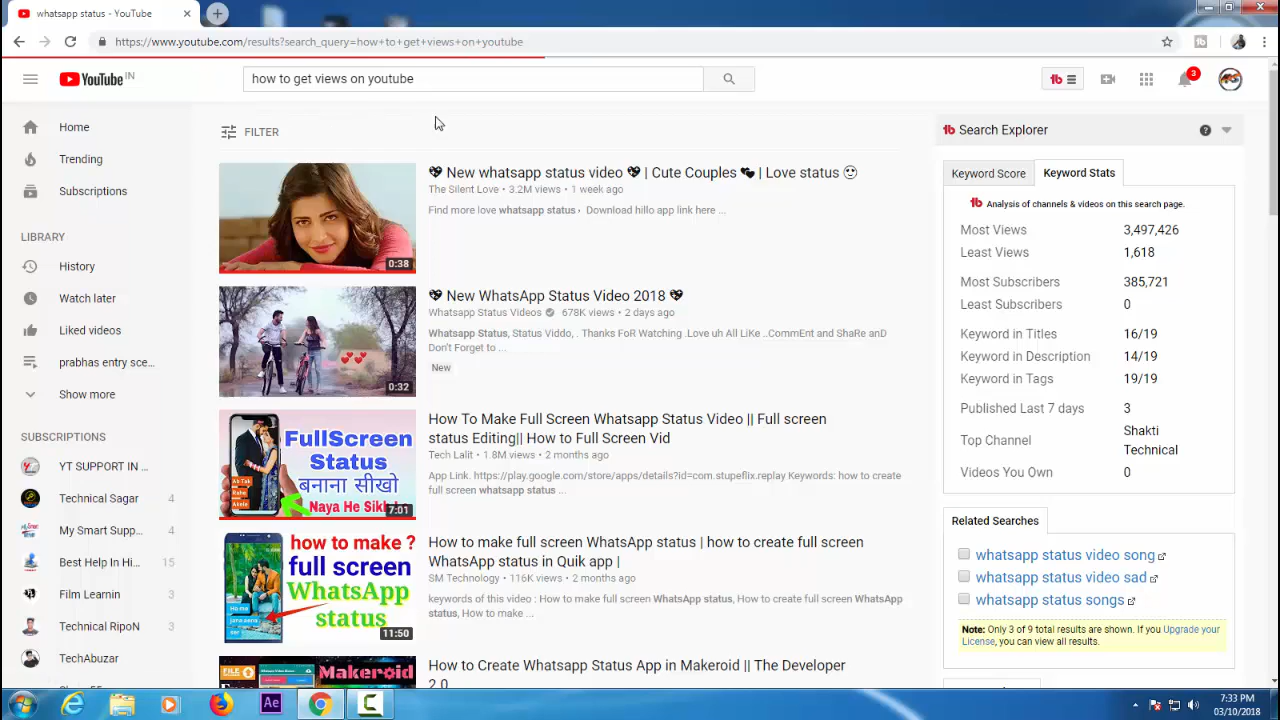 whatsapp status - YouTube
https://www.youtube.com/results?search_query=how+to+get+views+on+youtube
YouTube IN
how to get views on youtube
tb
3
Home
Trending
Subscriptions
LIBRARY
History
Watch later
Liked videos
prabhas entry sce...
Show more
SUBSCRIPTIONS
YT SUPPORT IN ...
Technical Sagar 4
My Smart Supp... 4
Best Help In Hi... 15
Film Learnin 3
Technical RipoN 3
TechAbuzar
FILTER
0:38
💖 New whatsapp status video 💖 | Cute Couples 💕 | Love status 🙂
The Silent Love • 3.2M views • 1 week ago
Find more love whatsapp status · Download hillo app link here ...
0:32
💖 New WhatsApp Status Video 2018 💖
Whatsapp Status Videos 678K views • 2 days ago
Whatsapp Status, Status Viddo, . Thanks FoR Watching .Love uh All LiKe ..CommEnt and ShaRe anD
Don't Forget to ...
New
FullScreen
Status
बनाना सीखो
Naya He Sikh
7:01
How To Make Full Screen Whatsapp Status Video || Full screen
status Editing|| How to Full Screen Vid
Tech Lalit • 1.8M views • 2 months ago
App Link. https://play.google.com/store/apps/details?id=com.stupeflix.replay Keywords: how to create
full screen whatsapp status ...
how to make ?
full screen
WhatsApp
status
11:50
How to make full screen WhatsApp status | how to create full screen
WhatsApp status in Quik app |
SM Technology • 116K views • 2 months ago
keywords of this video : How to make full screen WhatsApp status, How to create full screen WhatsApp
status, How to make ...
FILE
Makeroid
How to Create Whatsapp Status App in Makeroid || The Developer
2.0
tb Search Explorer
Keyword Score Keyword Stats
tb Analysis of channels & videos on this search page.
Most Views 3,497,426
Least Views 1,618
Most Subscribers 385,721
Least Subscribers 0
Keyword in Titles 16/19
Keyword in Description 14/19
Keyword in Tags 19/19
Published Last 7 days 3
Top Channel Shakti
Technical
Videos You Own 0
Related Searches
whatsapp status video song
whatsapp status video sad
whatsapp status songs
Note: Only 3 of 9 total results are shown. If you Upgrade your
License, you can view all results.
Ae
7:33 PM
03/10/2018